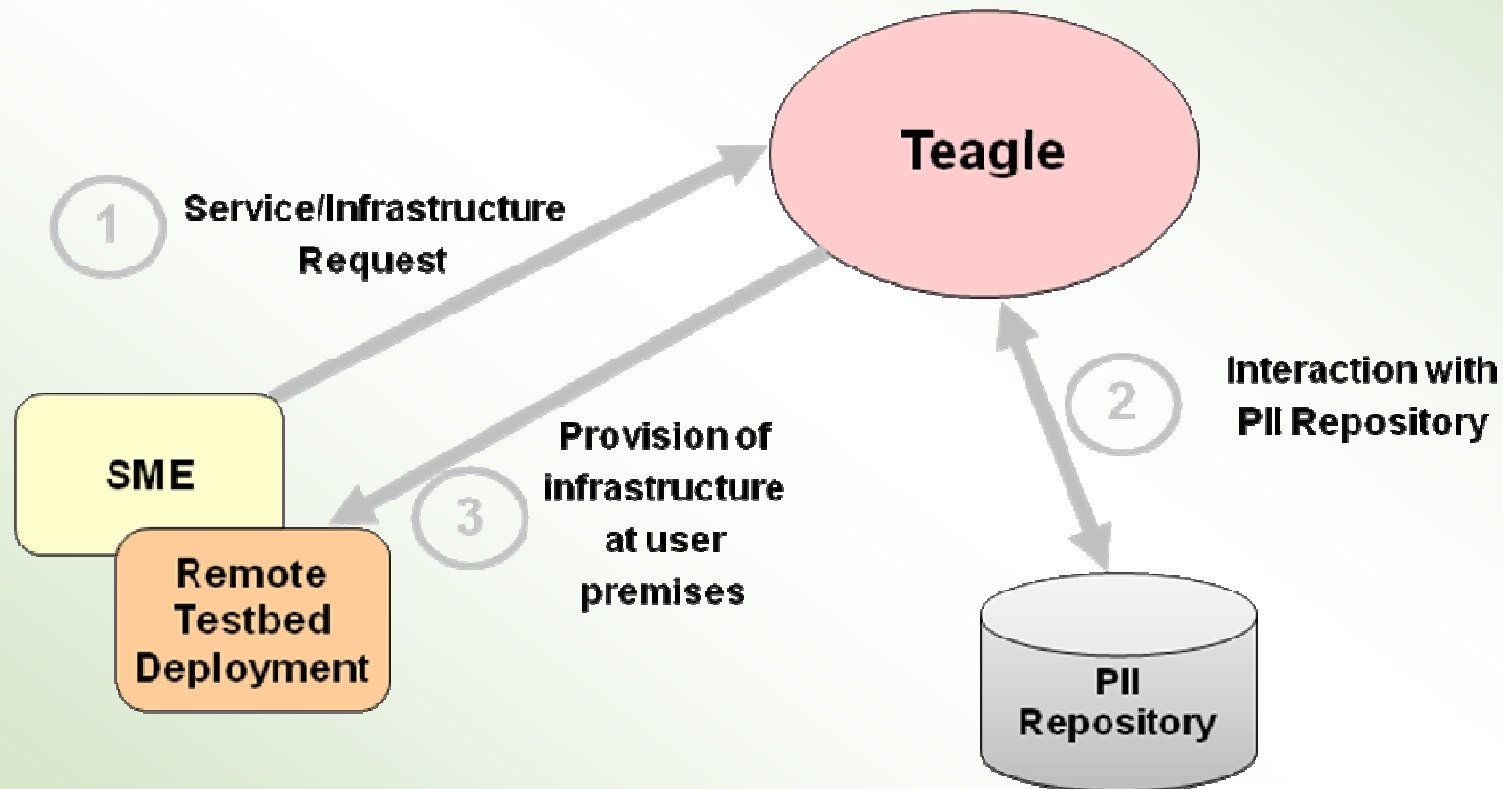 Teagle
1
Service/Infrastructure
Request
Interaction with
PII Repository
2
SME
Provision of
infrastructure
at user
premises
3
Remote
Testbed
Deployment
PII
Repository